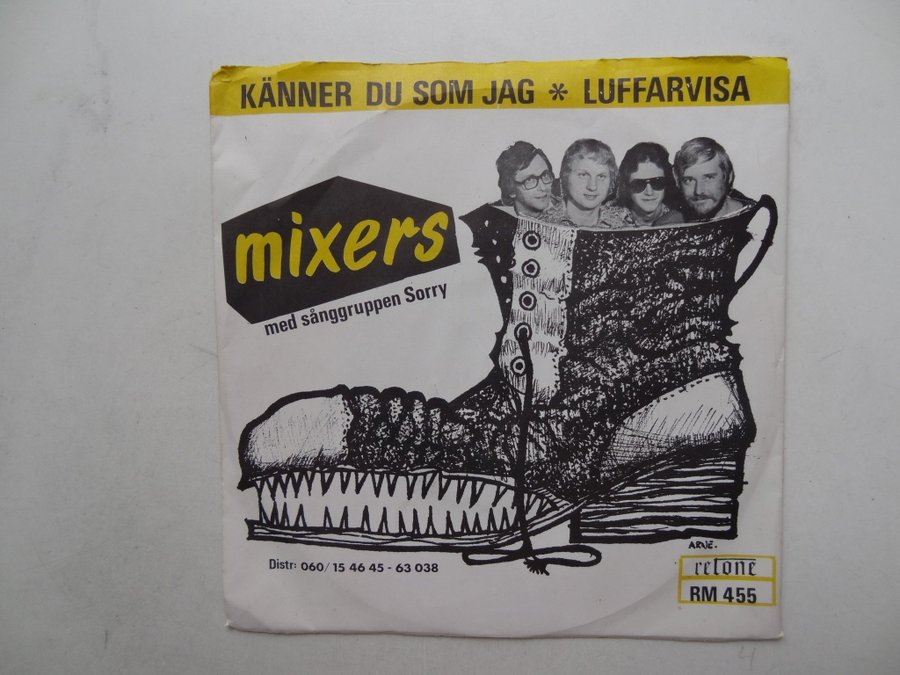 KÄNNER DU SOM JAG * LUFFARVISA
mixers
med sånggruppen Sorry
ARNE-
Distr: 060/15 46 45 - 63 038
retone
RM 455